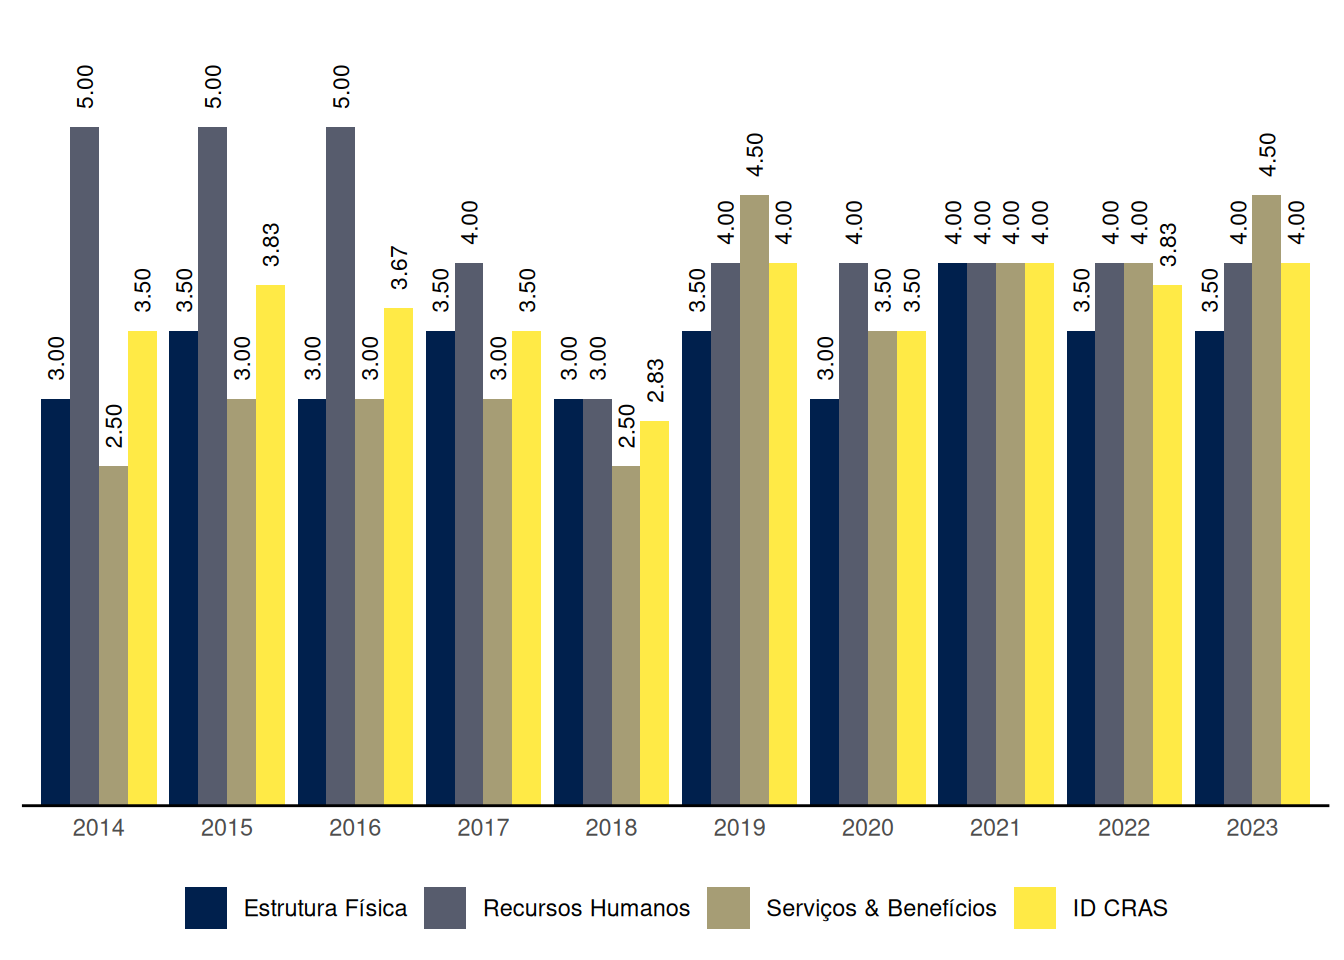 3.00 5.00 2.50 3.50
3.50 5.00 3.00 3.83
3.00 5.00 3.00 3.67
3.50 4.00 3.00 3.50
3.00 3.00 2.50 2.83
3.50 4.00 4.50 4.00
3.00 4.00 3.50 3.50
4.00 4.00 4.00 4.00
3.50 4.00 4.00 3.83
3.50 4.00 4.50 4.00
2014 2015 2016 2017 2018 2019 2020 2021 2022 2023
Estrutura Física Recursos Humanos Serviços & Benefícios ID CRAS